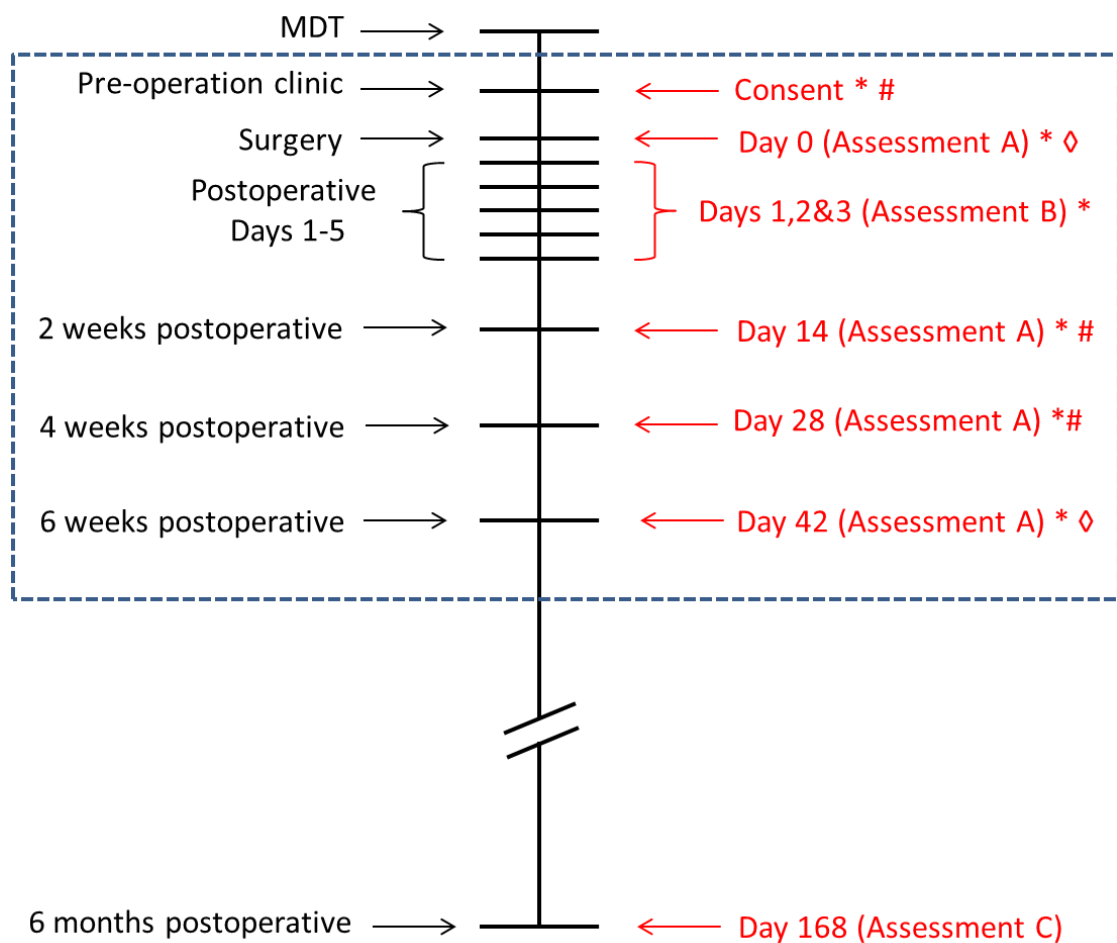 MDT
Pre-operation clinic
Consent * #
Surgery
Day 0 (Assessment A) * ◊
Postoperative
Days 1-5
Days 1,2&3 (Assessment B) *
2 weeks postoperative
Day 14 (Assessment A) * #
4 weeks postoperative
Day 28 (Assessment A) *#
6 weeks postoperative
Day 42 (Assessment A) * ◊
6 months postoperative
Day 168 (Assessment C)